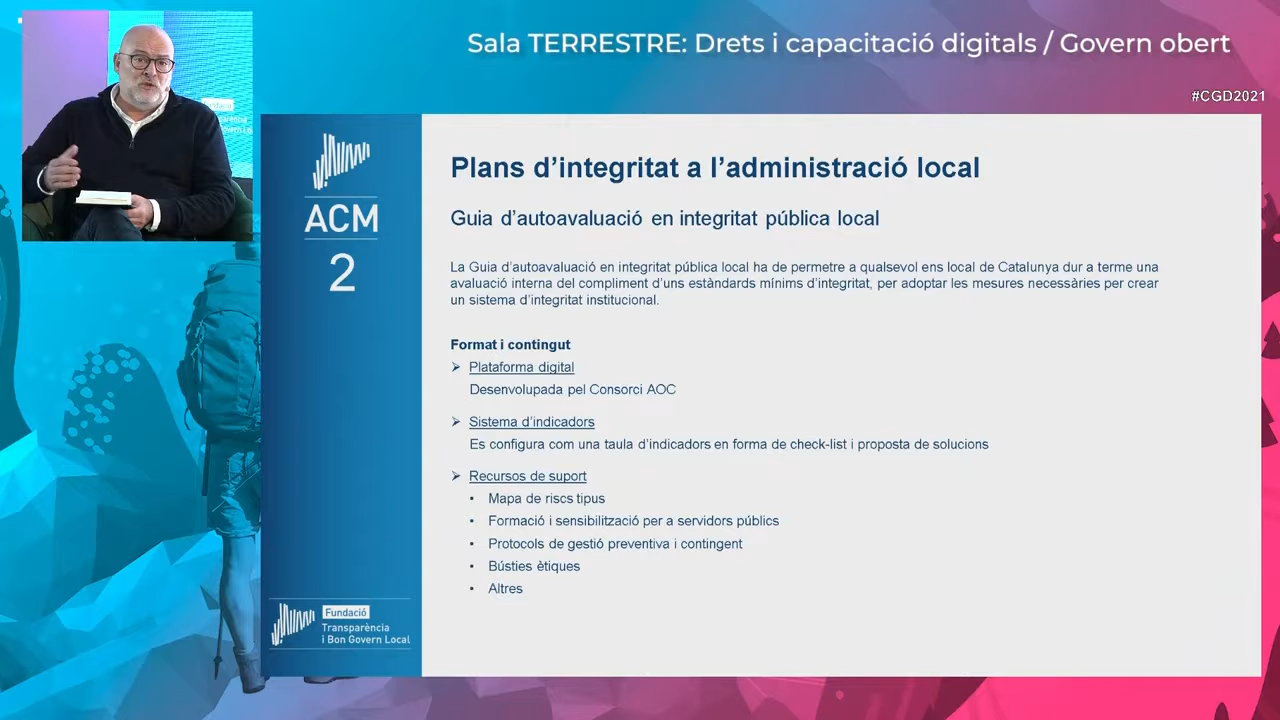 Sala TERRESTRE: Drets i capacitació digitals / Govern obert
#CGD2021
ACM
2
Plans d'integritat a l'administració local
Guia d'autoavaluació en integritat pública local
La Guia d'autoavaluació en integritat pública local ha de permetre a qualsevol ens local de Catalunya dur a terme una
avaluació interna del compliment d'uns estàndards mínims d'integritat, per adoptar les mesures necessàries per crear
un sistema d'integritat institucional.
Format i contingut
➢ Plataforma digital
Desenvolupada pel Consorci AOC
➢ Sistema d'indicadors
Es configura com una taula d'indicadors en forma de check-list i proposta de solucions
➢ Recursos de suport
• Mapa de riscs tipus
• Formació i sensibilització per a servidors públics
• Protocols de gestió preventiva i contingent
• Bústies ètiques
• Altres
Fundació
Transparència
i Bon Govern Local